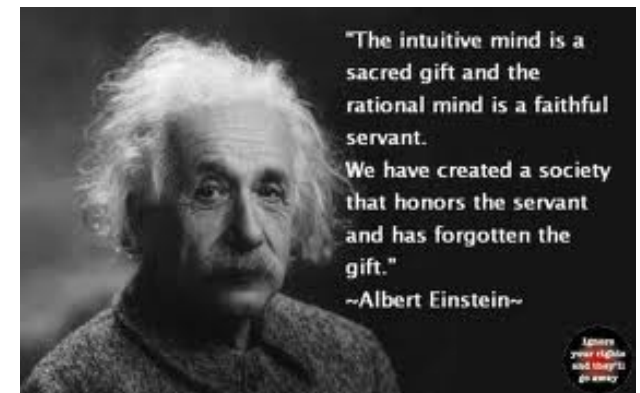 "The intuitive mind is a
sacred gift and the
rational mind is a faithful
servant.
We have created a society
that honors the servant
and has forgotten the
gift."
~Albert Einstein~
Ignore
your rights
and they'll
go away